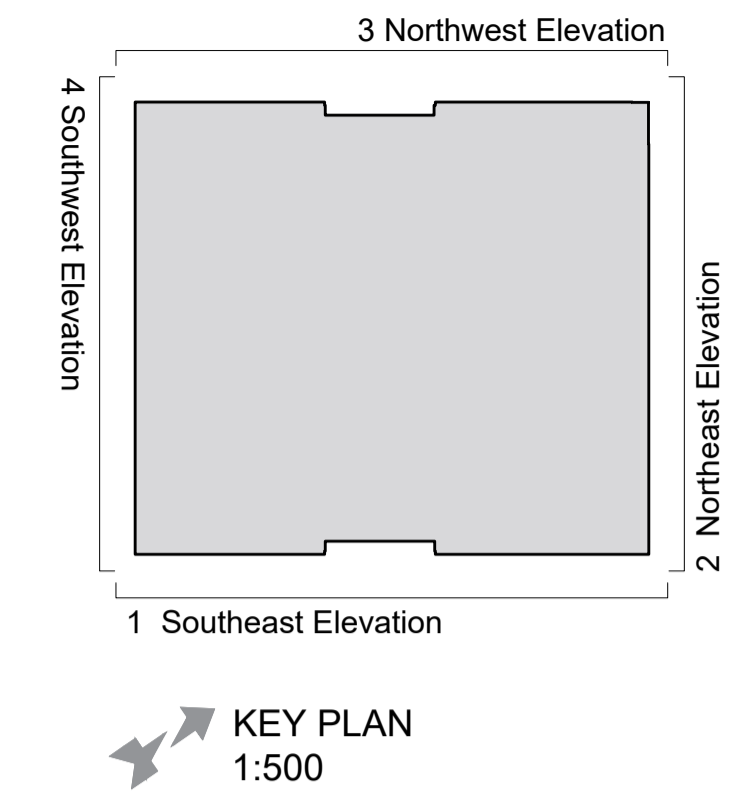 3 Northwest Elevation
4 Southwest Elevation
2 Northeast Elevation
1 Southeast Elevation
KEY PLAN
1:500